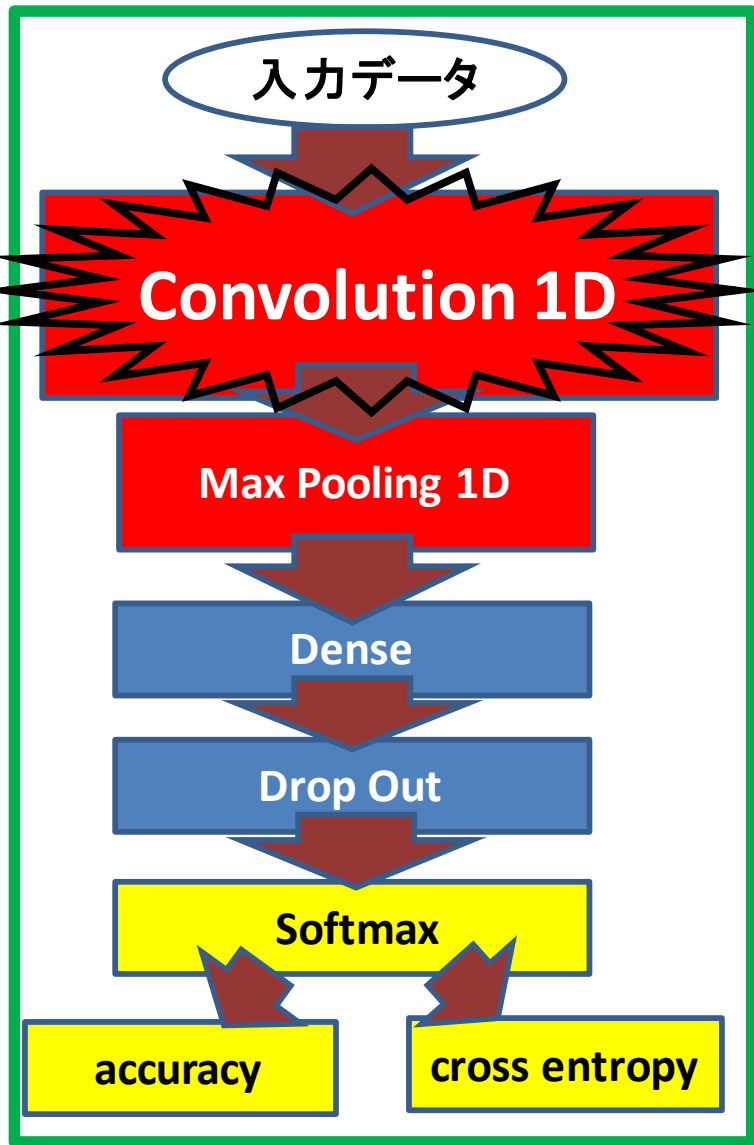 入力データ
Convolution 1D
Max Pooling 1D
Dense
Drop Out
Softmax
accuracy
cross entropy